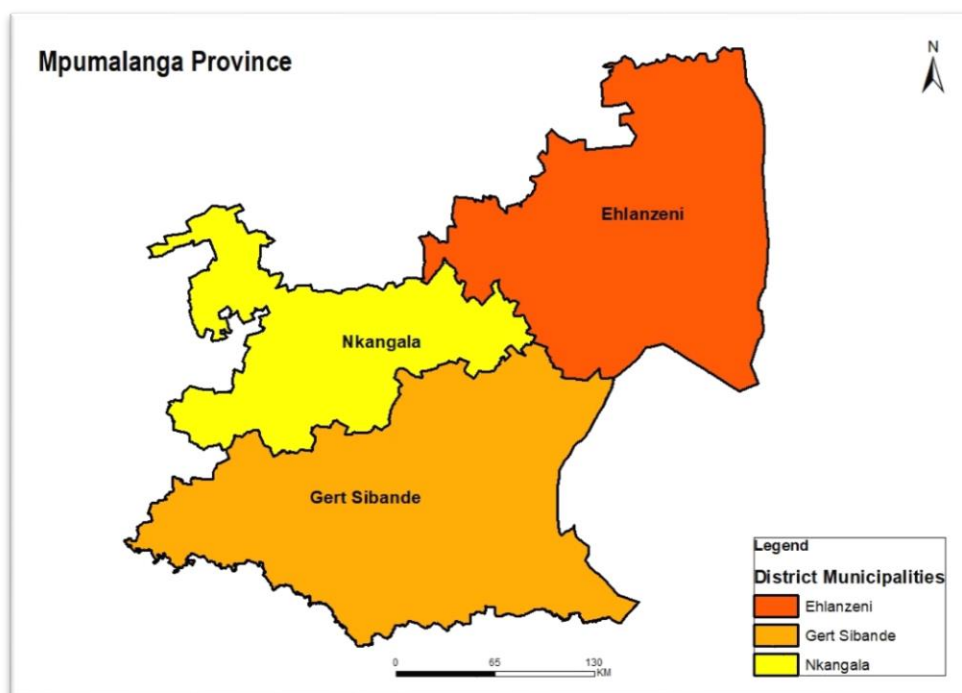 Mpumalanga Province
N
Ehlanzeni
Nkangala
Gert Sibande
Legend
District Municipalities
Ehlanzeni
Gert Sibande
Nkangala
0 65 130
KM